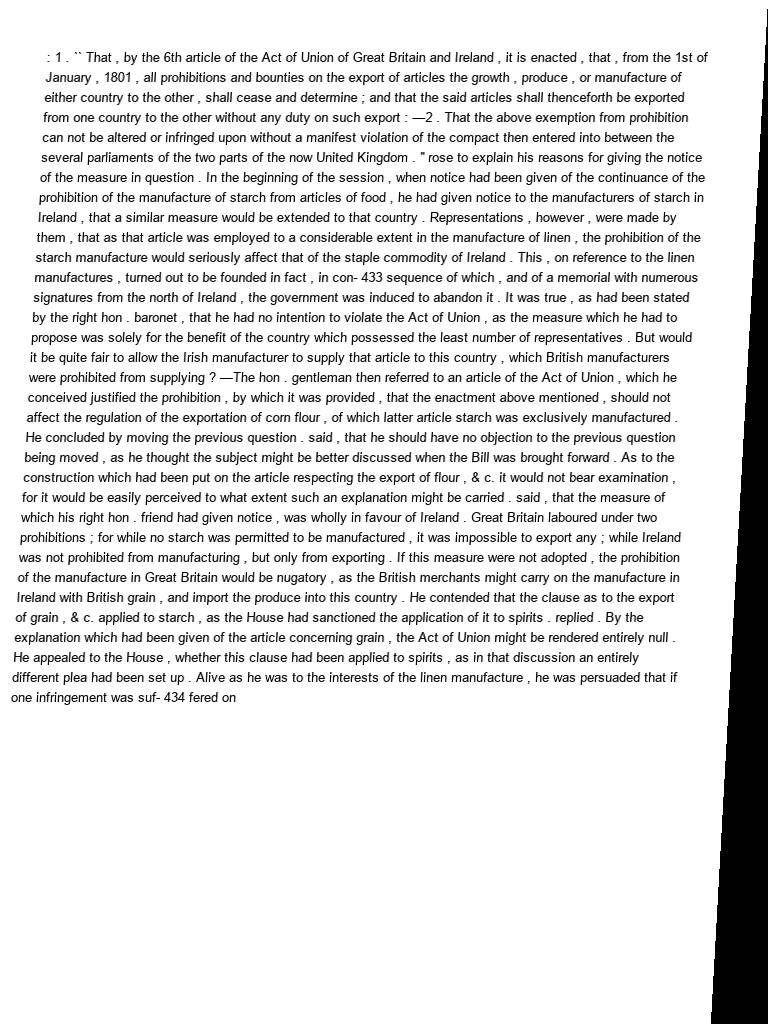 : 1 . `` That , by the 6th article of the Act of Union of Great Britain and Ireland , it is enacted , that , from the 1st of
January , 1801 , all prohibitions and bounties on the export of articles the growth , produce , or manufacture of
either country to the other , shall cease and determine ; and that the said articles shall thenceforth be exported
from one country to the other without any duty on such export : —2 . That the above exemption from prohibition
can not be altered or infringed upon without a manifest violation of the compact then entered into between the
several parliaments of the two parts of the now United Kingdom . " rose to explain his reasons for giving the notice
of the measure in question . In the beginning of the session , when notice had been given of the continuance of the
prohibition of the manufacture of starch from articles of food , he had given notice to the manufacturers of starch in
Ireland , that a similar measure would be extended to that country . Representations , however , were made by
them , that as that article was employed to a considerable extent in the manufacture of linen , the prohibition of the
starch manufacture would seriously affect that of the staple commodity of Ireland . This , on reference to the linen
manufactures , turned out to be founded in fact , in con- 433 sequence of which , and of a memorial with numerous
signatures from the north of Ireland , the government was induced to abandon it . It was true , as had been stated
by the right hon . baronet , that he had no intention to violate the Act of Union , as the measure which he had to
propose was solely for the benefit of the country which possessed the least number of representatives . But would
it be quite fair to allow the Irish manufacturer to supply that article to this country , which British manufacturers
were prohibited from supplying ? —The hon . gentleman then referred to an article of the Act of Union , which he
conceived justified the prohibition , by which it was provided , that the enactment above mentioned , should not
affect the regulation of the exportation of corn flour , of which latter article starch was exclusively manufactured .
He concluded by moving the previous question . said , that he should have no objection to the previous question
being moved , as he thought the subject might be better discussed when the Bill was brought forward . As to the
construction which had been put on the article respecting the export of flour , & c. it would not bear examination ,
for it would be easily perceived to what extent such an explanation might be carried . said , that the measure of
which his right hon . friend had given notice , was wholly in favour of Ireland . Great Britain laboured under two
prohibitions ; for while no starch was permitted to be manufactured , it was impossible to export any ; while Ireland
was not prohibited from manufacturing , but only from exporting . If this measure were not adopted , the prohibition
of the manufacture in Great Britain would be nugatory , as the British merchants might carry on the manufacture in
Ireland with British grain , and import the produce into this country . He contended that the clause as to the export
of grain , & c. applied to starch , as the House had sanctioned the application of it to spirits . replied . By the
explanation which had been given of the article concerning grain , the Act of Union might be rendered entirely null .
He appealed to the House , whether this clause had been applied to spirits , as in that discussion an entirely
different plea had been set up . Alive as he was to the interests of the linen manufacture , he was persuaded that if
one infringement was suf- 434 fered on